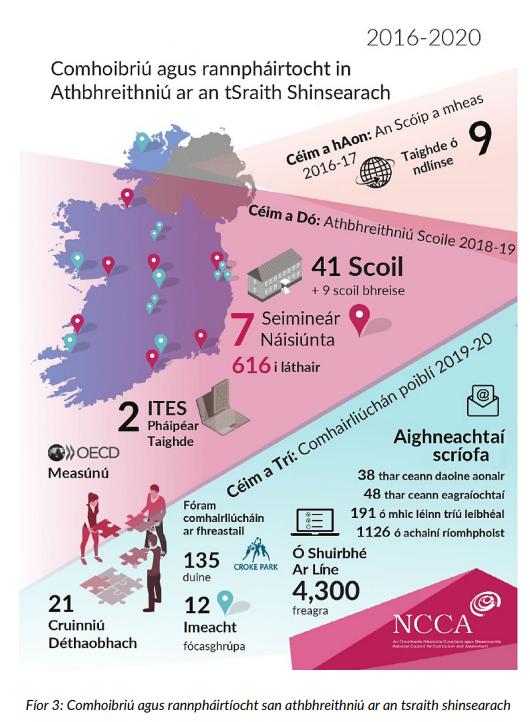 2016-2020
Comhoibriú agus rannpháirtocht in
Athbhreithniú ar an tSraith Shinsearach
Céim a hAon: An Scóip a mheas
2016-17
Taighde ó
ndlínse
9
Céim a Dó: Athbhreithniú Scoile 2018-19
41 Scoil
+ 9 scoil bhreise
7 Seimineár
Náisiúnta
616 i láthair
2 ITES
Pháipéar
Taighde
OECD
Measúnú
Céim a Trí: Comhairliúchán poiblí 2019-20
Aighneachtaí
scríofa
38 thar ceann daoine aonair
48 thar ceann eagraíochtaí
191 ó mhic léinn tríú leibhéal
1126 ó achainí ríomhphoist
Fóram
comhairliúcháin
ar fhreastail
135
duine
CROKE PARK
12
Imeacht
fócasghrúpa
Ó Shuirbhé
Ar Líne
4,300
freagra
21
Cruinniú
Déthaobhach
NCCA
An Chomhairle Náisiúnta Curaclaim agus Measúnachta
National Council for Curriculum and Assessment
Fíor 3: Comhoibriú agus rannpháirtíocht san athbhreithniú ar an tsraith shinsearach